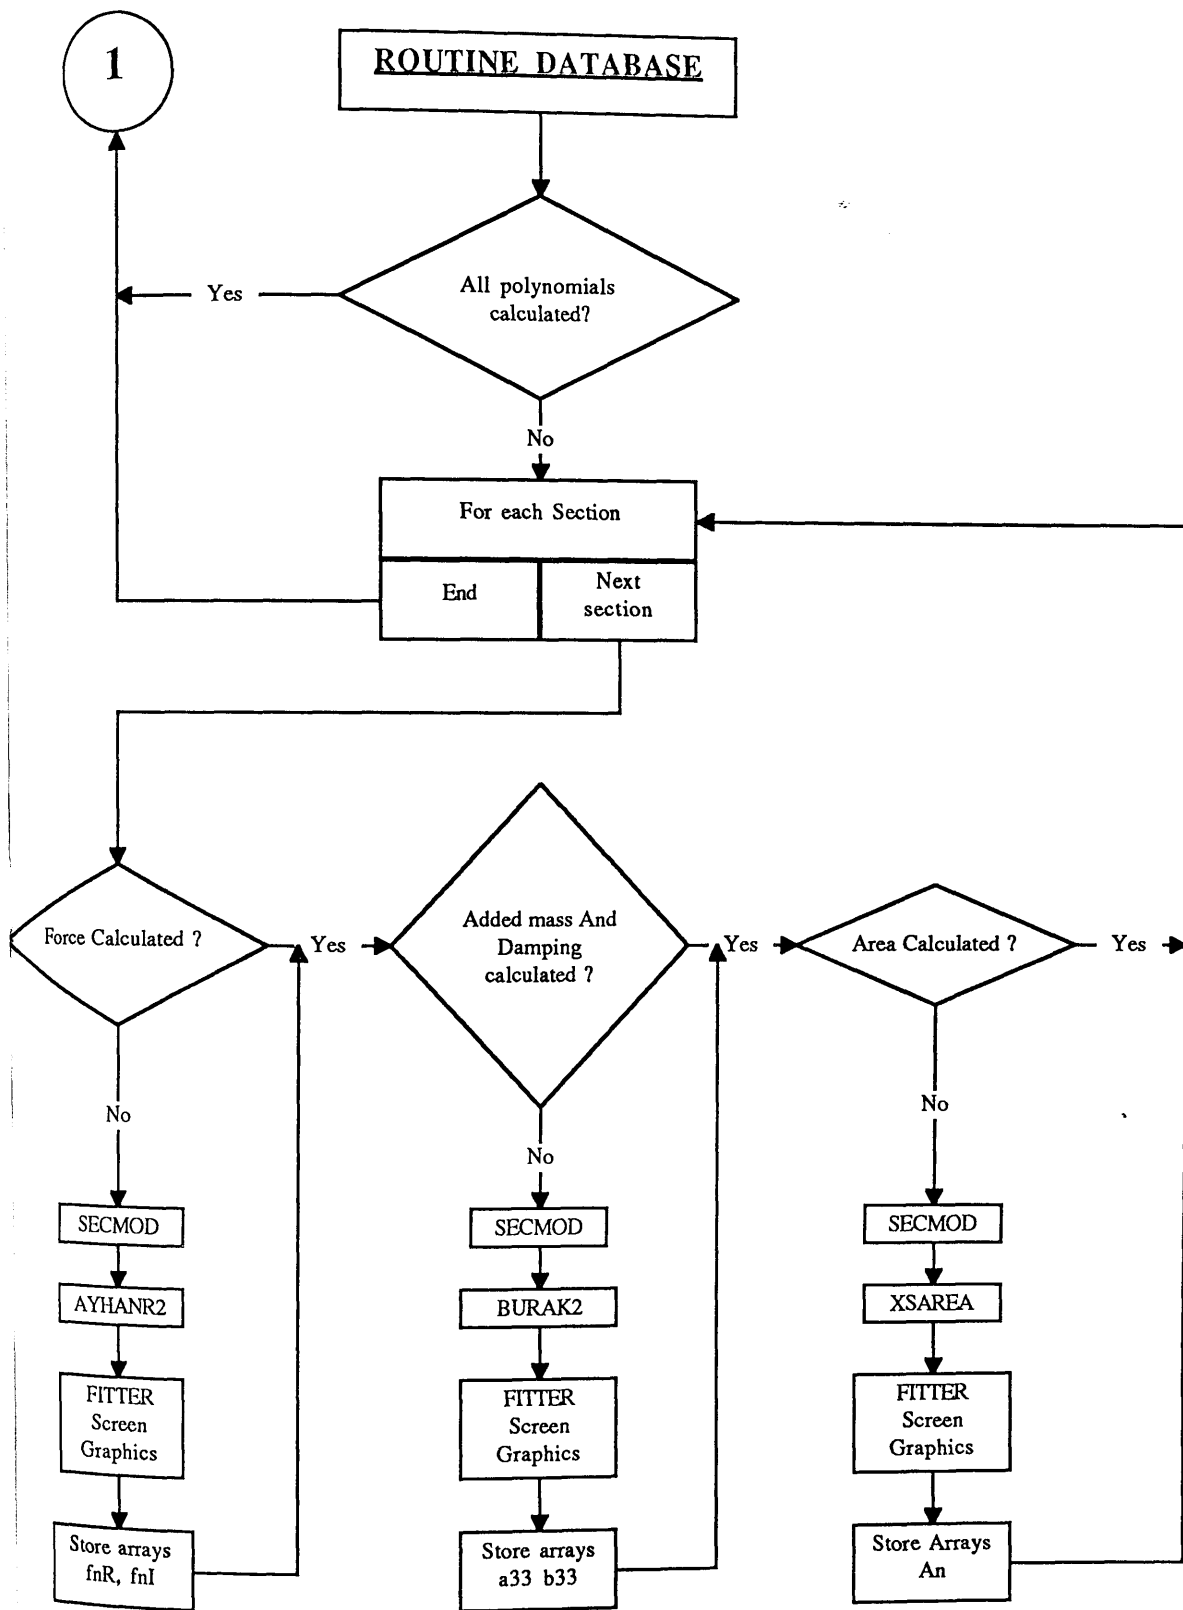 1
ROUTINE DATABASE
All polynomials
calculated?
Yes
No
For each Section
End
Next
section
Force Calculated ?
Yes
Added mass And
Damping
calculated ?
Yes
Area Calculated ?
Yes
No
No
No
SECMOD
SECMOD
SECMOD
AYHANR2
BURAK2
XSAREA
FITTER
Screen
Graphics
FITTER
Screen
Graphics
FITTER
Screen
Graphics
Store arrays
fnR, fnI
Store arrays
a33 b33
Store Arrays
An